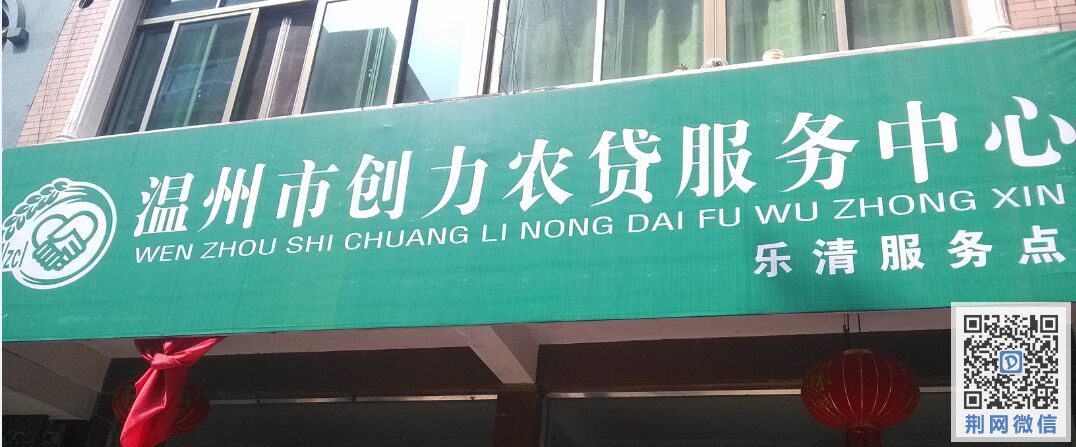 温州市创力农贷服务中心
WEN ZHOU SHI CHUANG LI NONG DAI FU WU ZHONG XIN
乐清服务点
wzcl
荆网微信